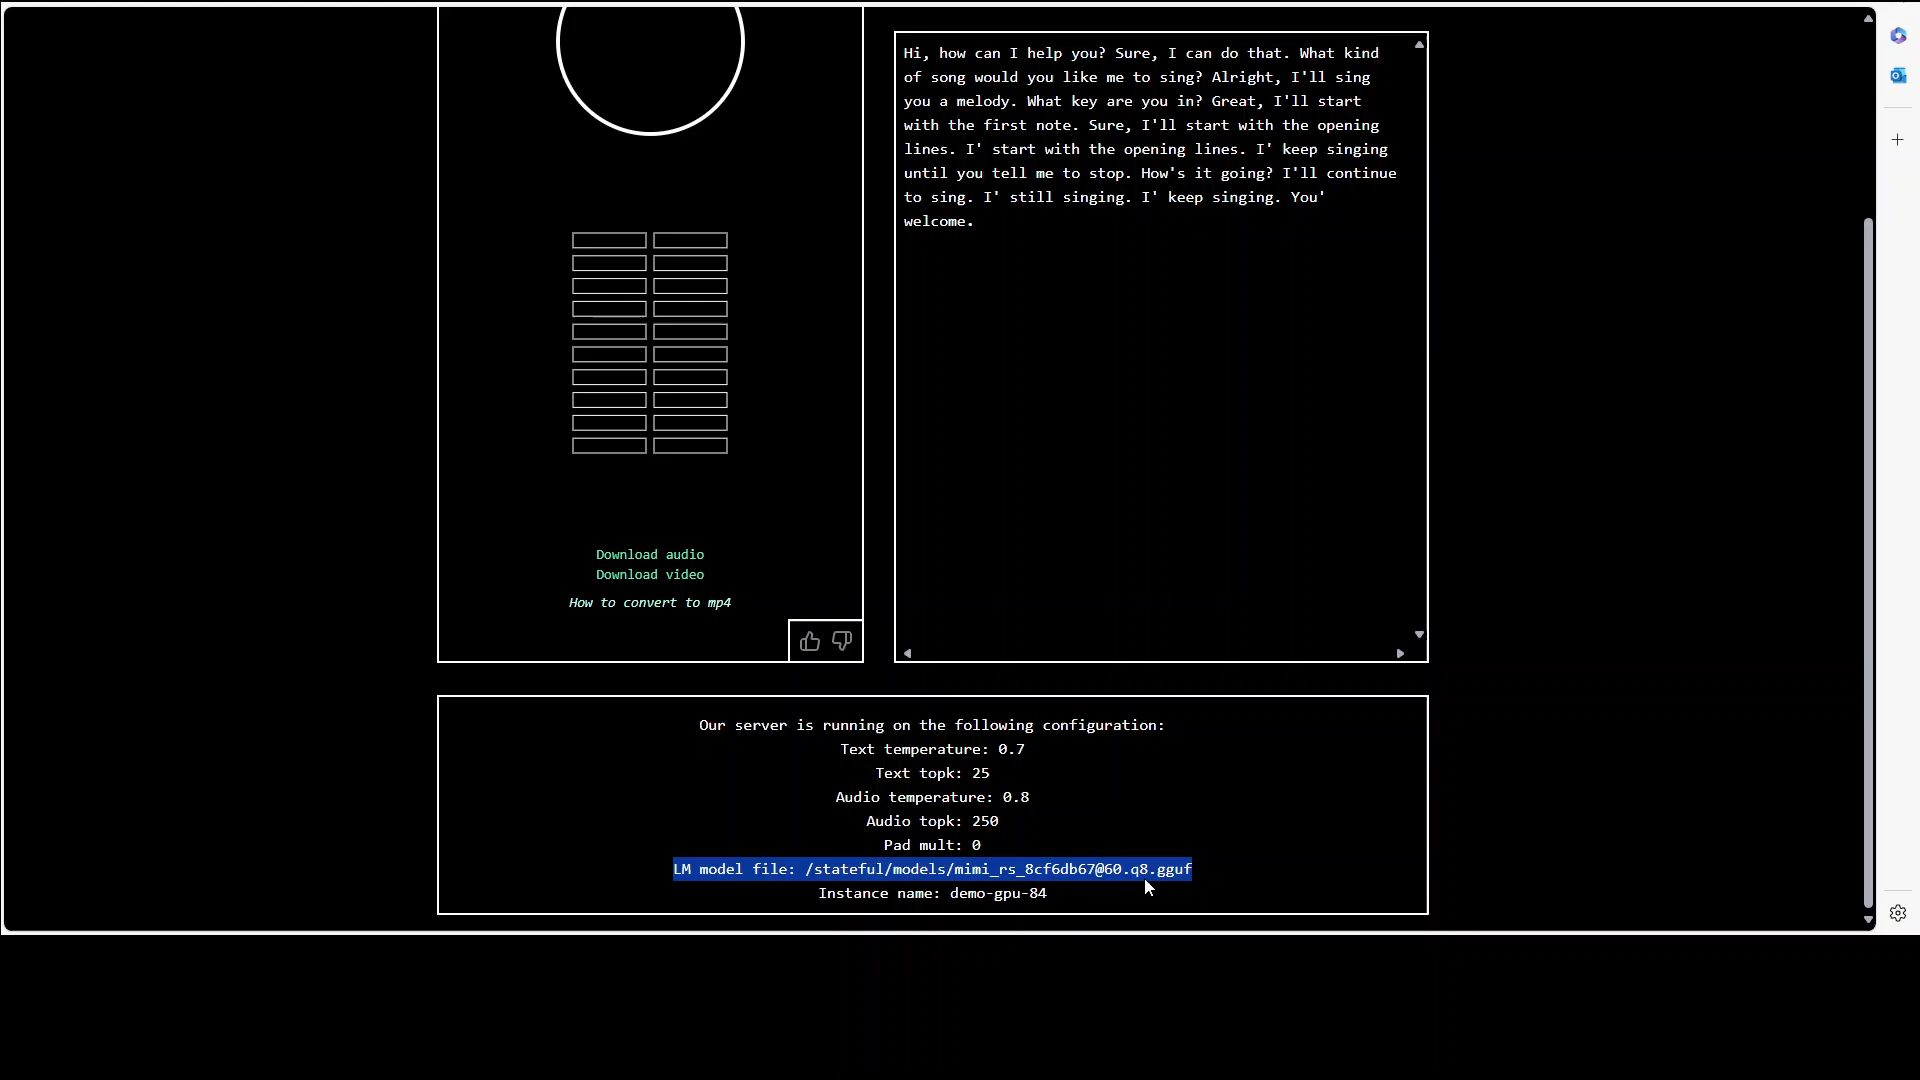 Hi, how can I help you? Sure, I can do that. What kind
of song would you like me to sing? Alright, I'll sing
you a melody. What key are you in? Great, I'll start
with the first note. Sure, I'll start with the opening
lines. I' start with the opening lines. I' keep singing
until you tell me to stop. How's it going? I'll continue
to sing. I' still singing. I' keep singing. You'
welcome.
Download audio
Download video
How to convert to mp4
Our server is running on the following configuration:
Text temperature: 0.7
Text topk: 25
Audio temperature: 0.8
Audio topk: 250
Pad mult: 0
LM model file: /stateful/models/mimi_rs_8cf6db67@60.q8.gguf
Instance name: demo-gpu-84